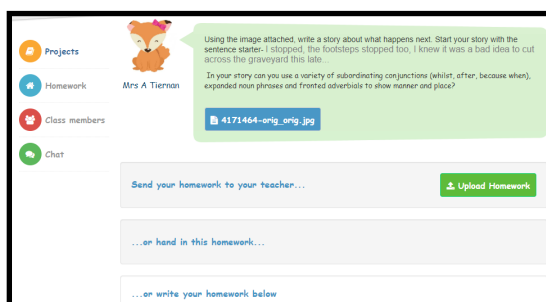 Using the image attached, write a story about what happens next. Start your story with the
sentence starter- I stopped, the footsteps stopped too, I knew it was a bad idea to cut
across the graveyard this late...
Projects
In your story can you use a variety of subordinating conjunctions (whilst, after, because when),
expanded noun phrases and fronted adverbials to show manner and place?
Homework
Mrs A Tiernan
4171464-orig_orig.jpg
Class members
Chat
Send your homework to your teacher...
Upload Homework
...or hand in this homework...
...or write your homework below